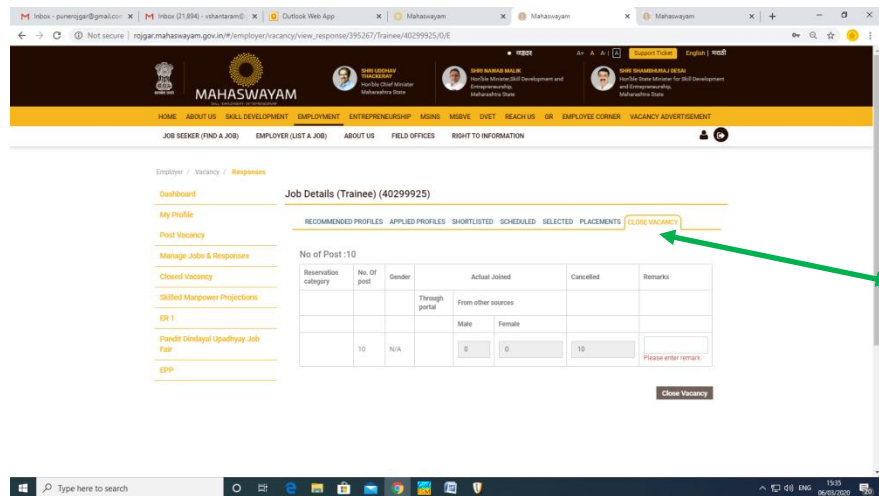 Inbox - punerojgar@gmail.com
Inbox (21,894) - vshantaram@
Outlook Web App
Mahaswayam
Mahaswayam
Mahaswayam
Not secure | rojgar.mahaswayam.gov.in/#/employer/vacancy/view_response/395267/Trainee/40299925/0/E
A+ A A-| A Support Ticket English | मराठी
MAHASWAYAM
SHRI UDDHAV THACKERAY
Hon'ble Chief Minister
Maharashtra State
SHRI NAWAB MALIK
Hon'ble Minister, Skill Development and
Entrepreneurship,
Maharashtra State
SHRI SHAMBHURAJ DESAI
Hon'ble State Minister for Skill Development
and Entrepreneurship,
Maharashtra State
HOME ABOUT US SKILL DEVELOPMENT EMPLOYMENT ENTREPRENEURSHIP MSINS MSBVE DVET REACH US GR EMPLOYEE CORNER VACANCY ADVERTISEMENT
JOB SEEKER (FIND A JOB) EMPLOYER (LIST A JOB) ABOUT US FIELD OFFICES RIGHT TO INFORMATION
Employer / Vacancy / Responses
Dashboard
My Profile
Post Vacancy
Manage Jobs & Responses
Closed Vacancy
Skilled Manpower Projections
ER 1
Pandit Dindayal Upadhyay Job
Fair
EPP
Job Details (Trainee) (40299925)
RECOMMENDED PROFILES APPLIED PROFILES SHORTLISTED SCHEDULED SELECTED PLACEMENTS CLOSE VACANCY
No of Post :10
Reservation category No. Of post Gender Actual Joined Cancelled Remarks
Through portal From other sources
Male Female
10 N/A 0 0 10
Please enter remark
Close Vacancy
Type here to search
ENG
15:35
06/03/2020